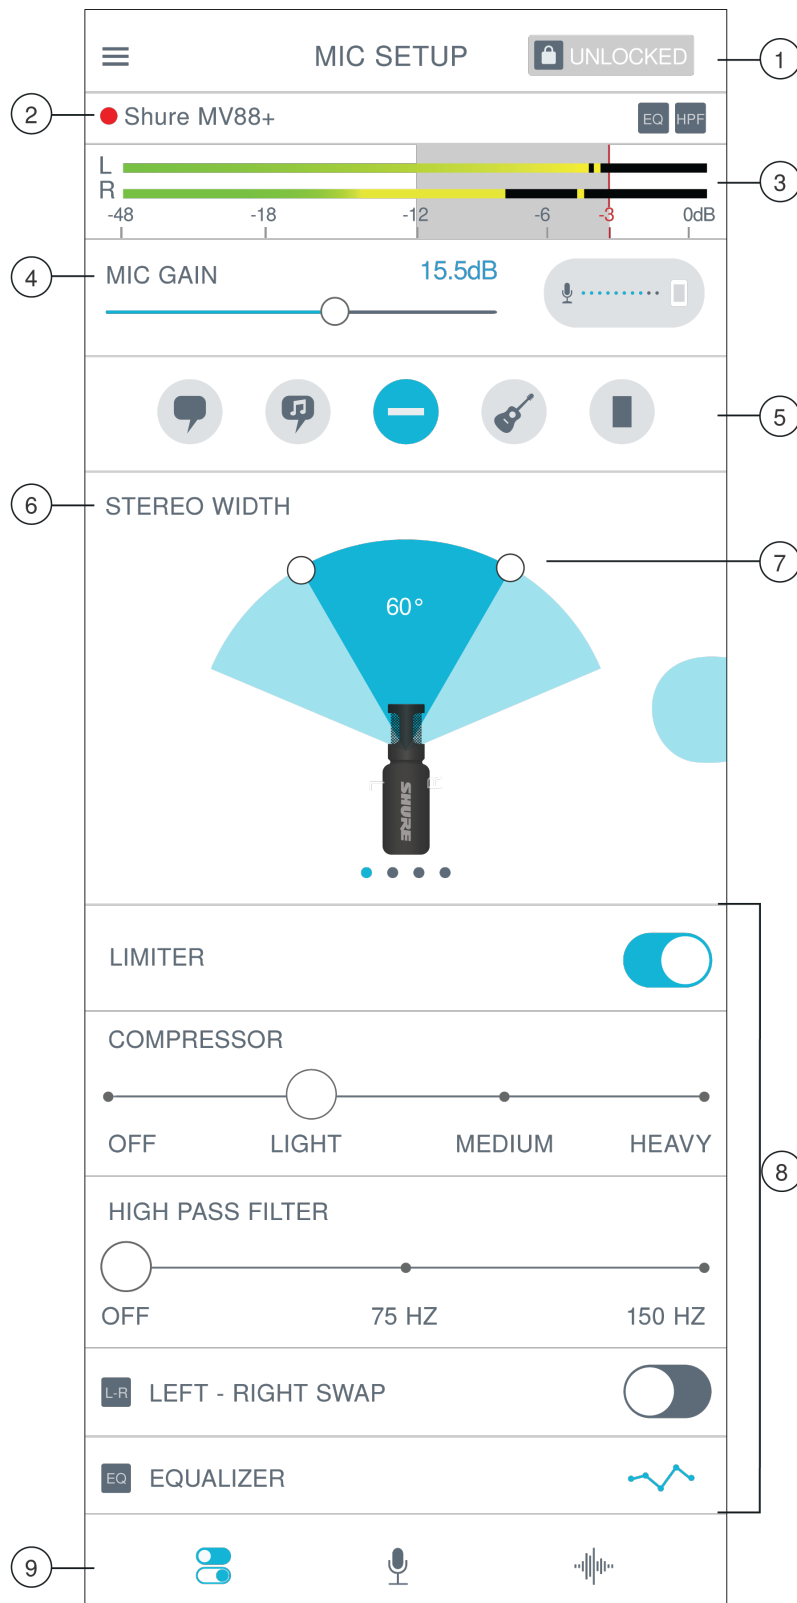 MIC SETUP
UNLOCKED
1
2
Shure MV88+
EQ
HPF
L
R
3
-48
-18
-12
-6
-3
0dB
4
MIC GAIN
15.5dB
5
6
STEREO WIDTH
7
60°
SHURE
LIMITER
COMPRESSOR
OFF
LIGHT
MEDIUM
HEAVY
8
HIGH PASS FILTER
OFF
75 HZ
150 HZ
L-R
LEFT - RIGHT SWAP
EQ
EQUALIZER
9